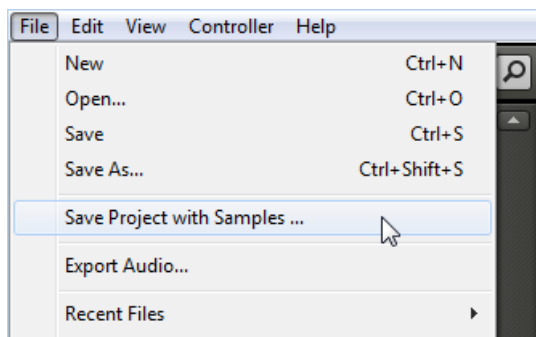 File Edit View Controller Help
New Ctrl+N
Open... Ctrl+O
Save Ctrl+S
Save As... Ctrl+Shift+S
Save Project with Samples ...
Export Audio...
Recent Files